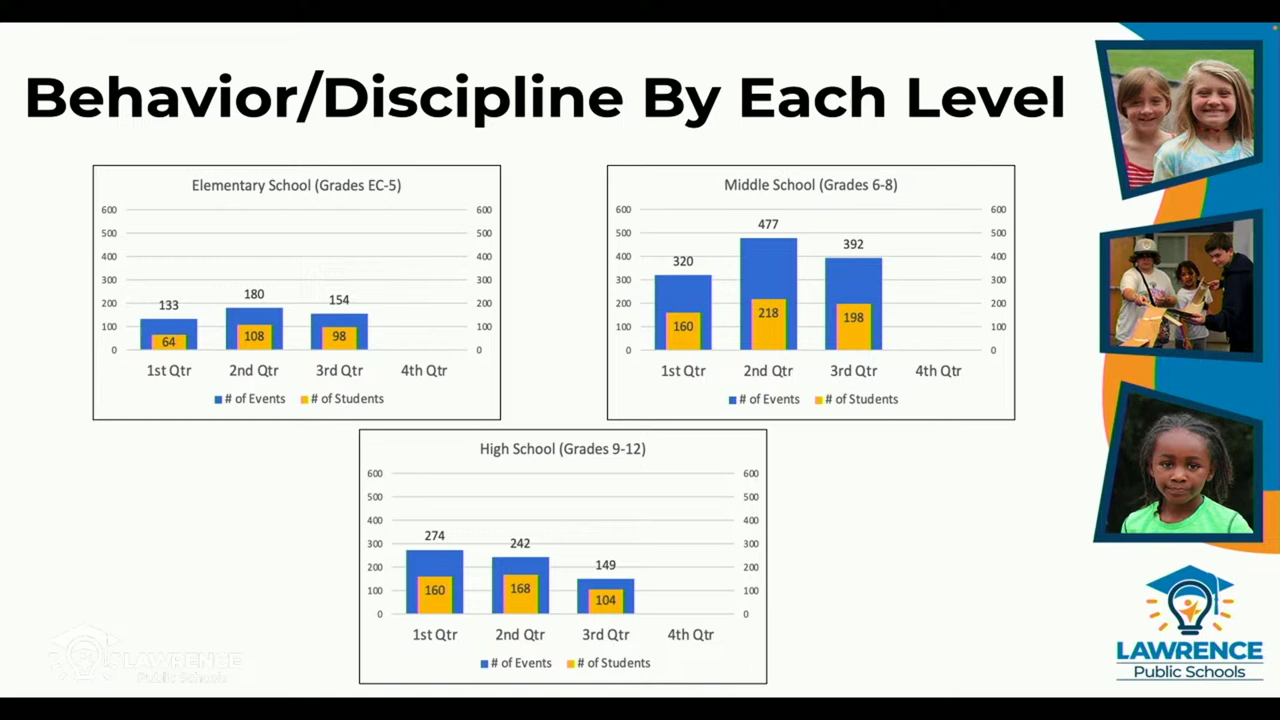 Behavior/Discipline By Each Level
Elementary School (Grades EC-5)
600 600
500 500
400 400
300 300
200 200
100 100
0 0
133 180 154
64 108 98
1st Qtr 2nd Qtr 3rd Qtr 4th Qtr
# of Events # of Students
Middle School (Grades 6-8)
600 600
500 500
400 400
300 300
200 200
100 100
0 0
320 477 392
160 218 198
1st Qtr 2nd Qtr 3rd Qtr 4th Qtr
# of Events # of Students
High School (Grades 9-12)
600 600
500 500
400 400
300 300
200 200
100 100
0 0
274 242 149
160 168 104
1st Qtr 2nd Qtr 3rd Qtr 4th Qtr
# of Events # of Students
LAWRENCE
Public Schools
LAWRENCE
Public Schools